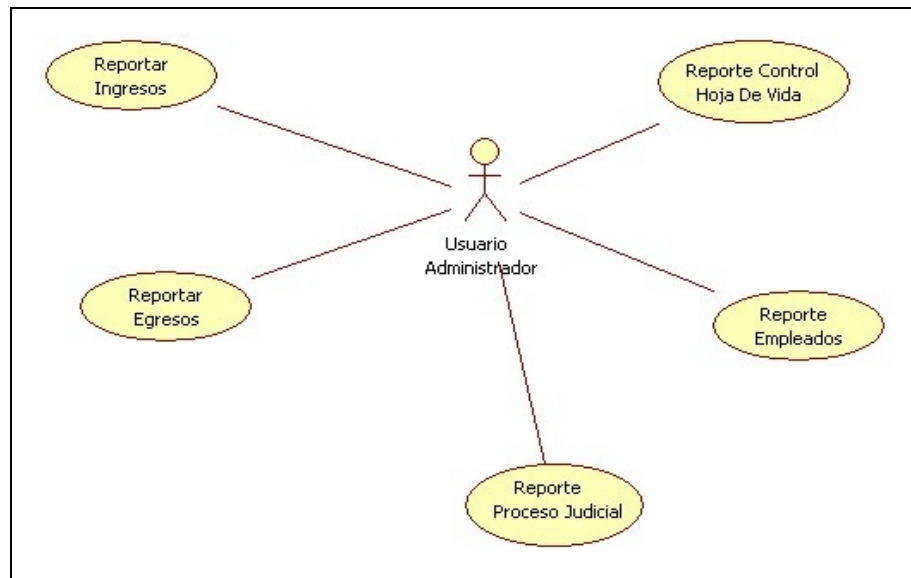 Reportar
Ingresos
Reporte Control
Hoja De Vida
Usuario
Administrador
Reportar
Egresos
Reporte
Empleados
Reporte
Proceso Judicial